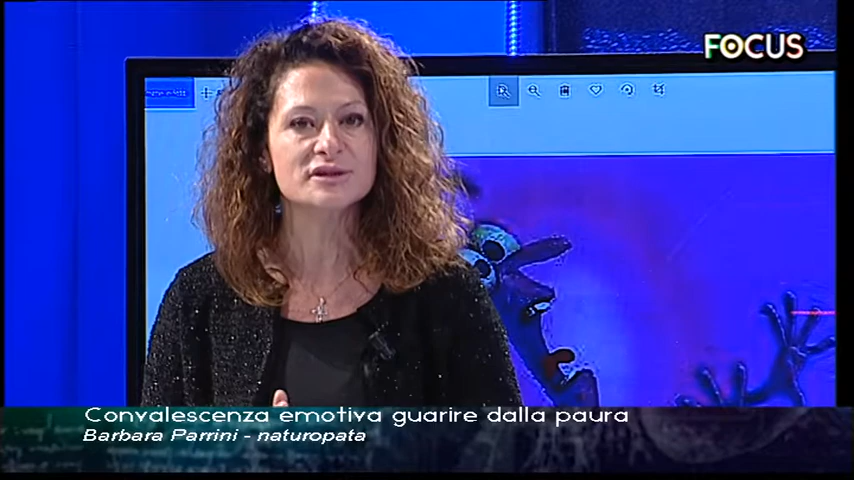 FOCUS
Convalescenza emotiva guarire dalla paura
Barbara Parrini - naturopata